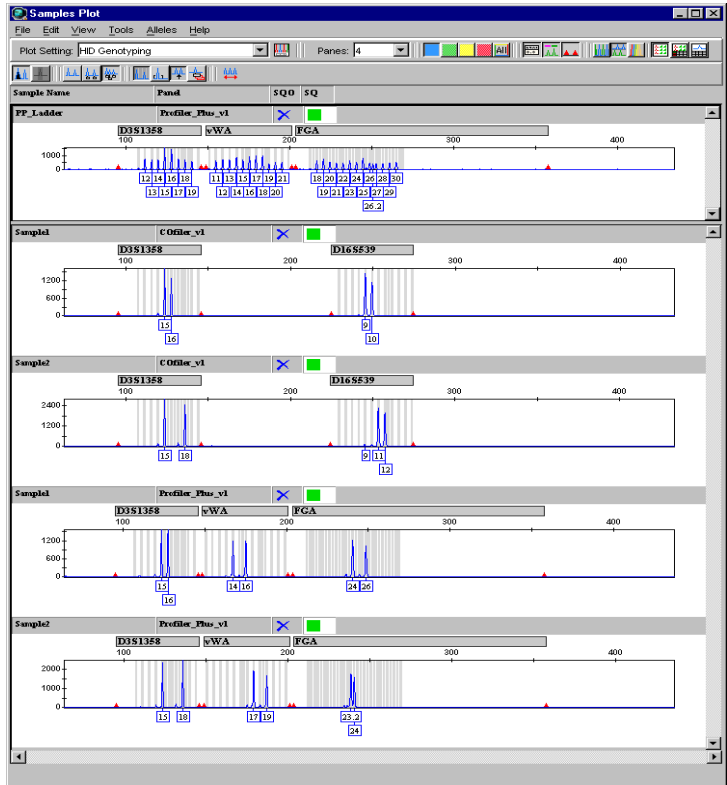 Samples Plot
File Edit View Tools Alleles Help
Plot Setting: HID Genotyping Panes: 4 All
Sample Name Panel SQO SQ
PP_Ladder Profiler_Plus_v1
D3S1358 vWA FGA
100 200 300 400
1000
0
12 14 16 18 11 13 15 17 19 21 18 20 22 24 26 28 30
13 15 17 19 12 14 16 18 20 19 21 23 25 27 29
26.2
Sample1 COfiler_v1
D3S1358 D16S539
100 200 300 400
1200
600
0
15 9
16 10
Sample2 COfiler_v1
D3S1358 D16S539
100 200 300 400
2400
1200
0
15 18 9 11
12
Sample1 Profiler_Plus_v1
D3S1358 vWA FGA
100 200 300 400
1200
600
0
15 14 16 24 26
16
Sample2 Profiler_Plus_v1
D3S1358 vWA FGA
100 200 300 400
2000
1000
0
15 18 17 19 23.2
24